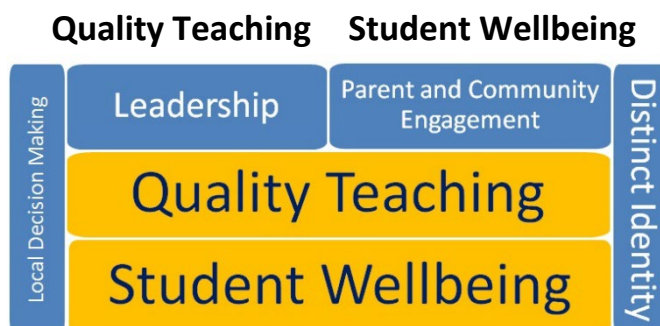 Quality Teaching Student Wellbeing
Local Decision Making
Leadership
Parent and Community
Engagement
Distinct Identity
Quality Teaching
Student Wellbeing